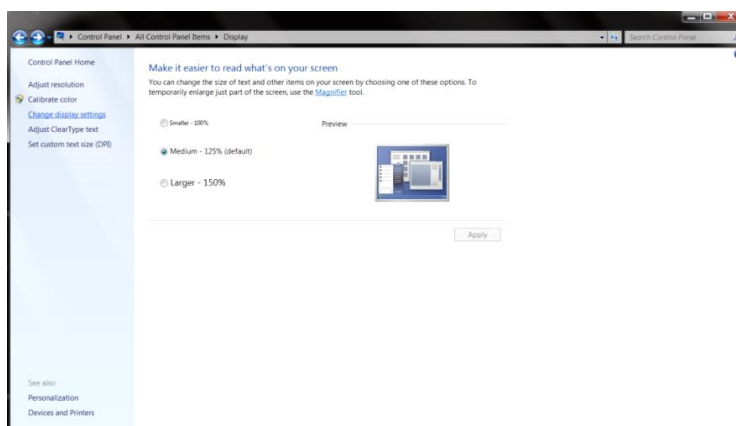 Control Panel ▸ All Control Panel Items ▸ Display
Search Control Panel
Control Panel Home
Adjust resolution
Calibrate color
Change display settings
Adjust ClearType text
Set custom text size (DPI)
Make it easier to read what's on your screen
You can change the size of text and other items on your screen by choosing one of these options. To
temporarily enlarge just part of the screen, use the Magnifier tool.
Smaller - 100%
Preview
Medium - 125% (default)
Larger - 150%
Apply
See also
Personalization
Devices and Printers